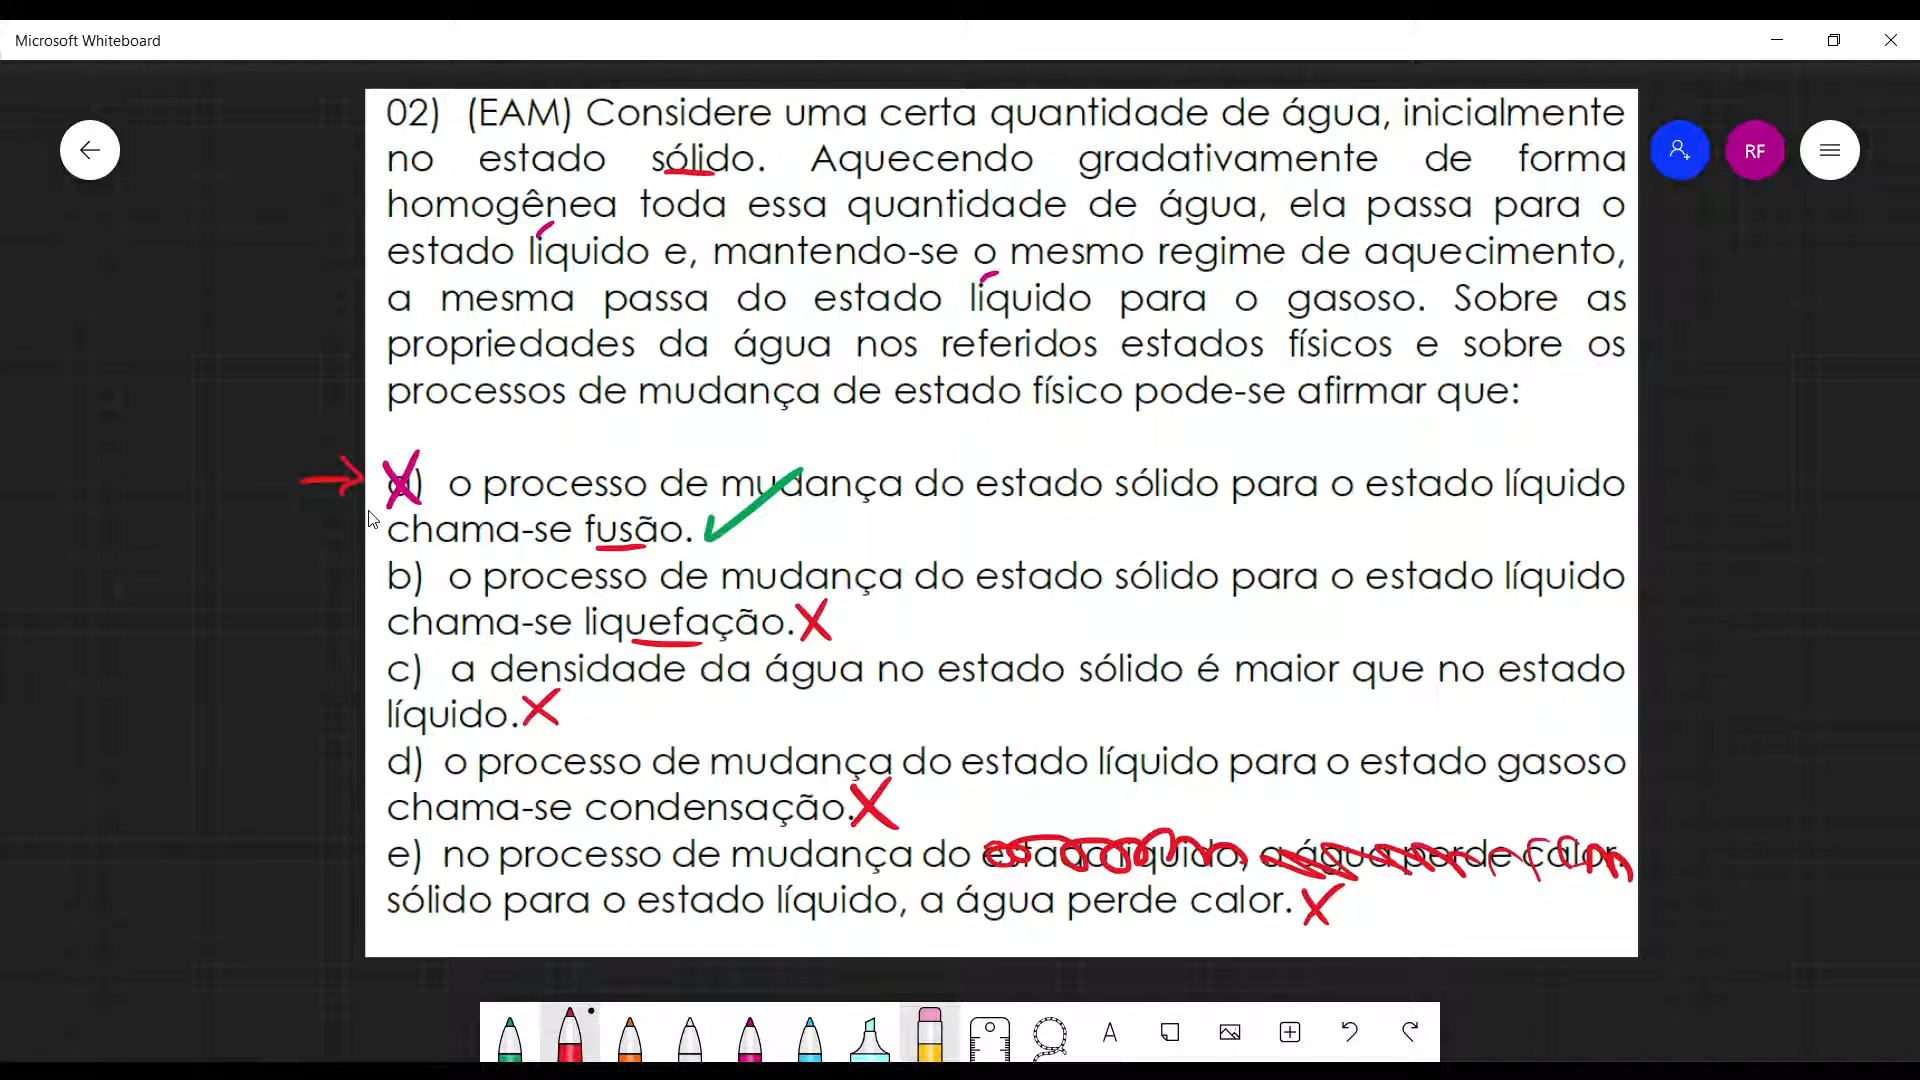 Microsoft Whiteboard
RF
02) (EAM) Considere uma certa quantidade de água, inicialmente
no estado sólido. Aquecendo gradativamente de forma
homogênea toda essa quantidade de água, ela passa para o
estado líquido e, mantendo-se o mesmo regime de aquecimento,
a mesma passa do estado líquido para o gasoso. Sobre as
propriedades da água nos referidos estados físicos e sobre os
processos de mudança de estado físico pode-se afirmar que:
a) o processo de mudança do estado sólido para o estado líquido
chama-se fusão.
b) o processo de mudança do estado sólido para o estado líquido
chama-se liquefação.
c) a densidade da água no estado sólido é maior que no estado
líquido.
d) o processo de mudança do estado líquido para o estado gasoso
chama-se condensação.
e) no processo de mudança do estado líquido, a água perde calor.
sólido para o estado líquido, a água perde calor.